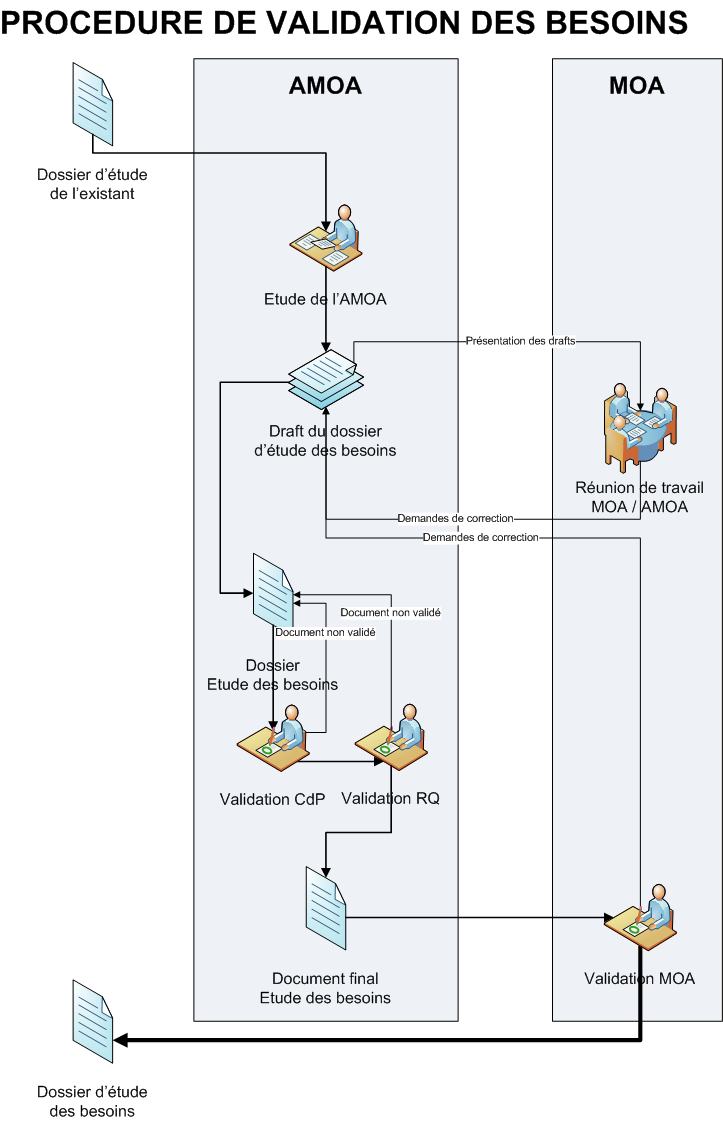 PROCEDURE DE VALIDATION DES BESOINS
AMOA
MOA
Dossier d’étude
de l’existant
Etude de l’AMOA
Présentation des drafts
Draft du dossier
d’étude des besoins
Réunion de travail
MOA / AMOA
Demandes de correction
Demandes de correction
Document non validé
Document non validé
Dossier
Etude des besoins
Validation CdP
Validation RQ
Document final
Etude des besoins
Validation MOA
Dossier d’étude
des besoins